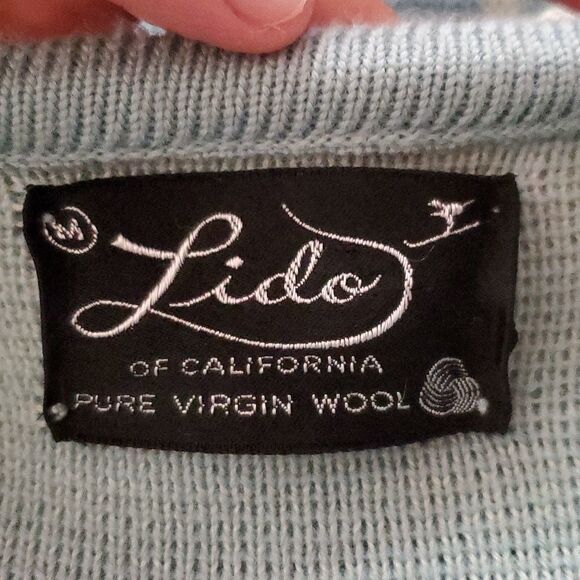 M
Lido
OF CALIFORNIA
PURE VIRGIN WOOL